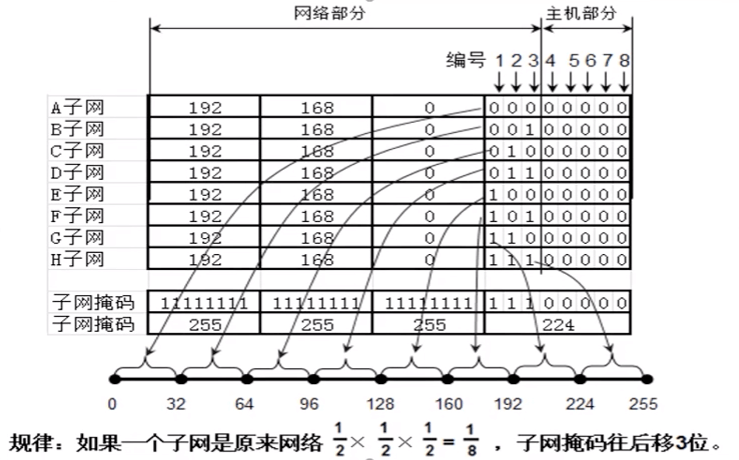 网络部分 主机部分
编号 1 2 3 4 5 6 7 8
A子网 192 168 0 0 0 0 0 0 0 0 0
B子网 192 168 0 0 0 1 0 0 0 0 0
C子网 192 168 0 0 1 0 0 0 0 0 0
D子网 192 168 0 0 1 1 0 0 0 0 0
E子网 192 168 0 1 0 0 0 0 0 0 0
F子网 192 168 0 1 0 1 0 0 0 0 0
G子网 192 168 0 1 1 0 0 0 0 0 0
H子网 192 168 0 1 1 1 0 0 0 0 0
子网掩码 11111111 11111111 11111111 1 1 1 0 0 0 0 0
子网掩码 255 255 255 224
0 32 64 96 128 160 192 224 255
规律：如果一个子网是原来网络 1/2 × 1/2 × 1/2 = 1/8 ，子网掩码往后移3位。